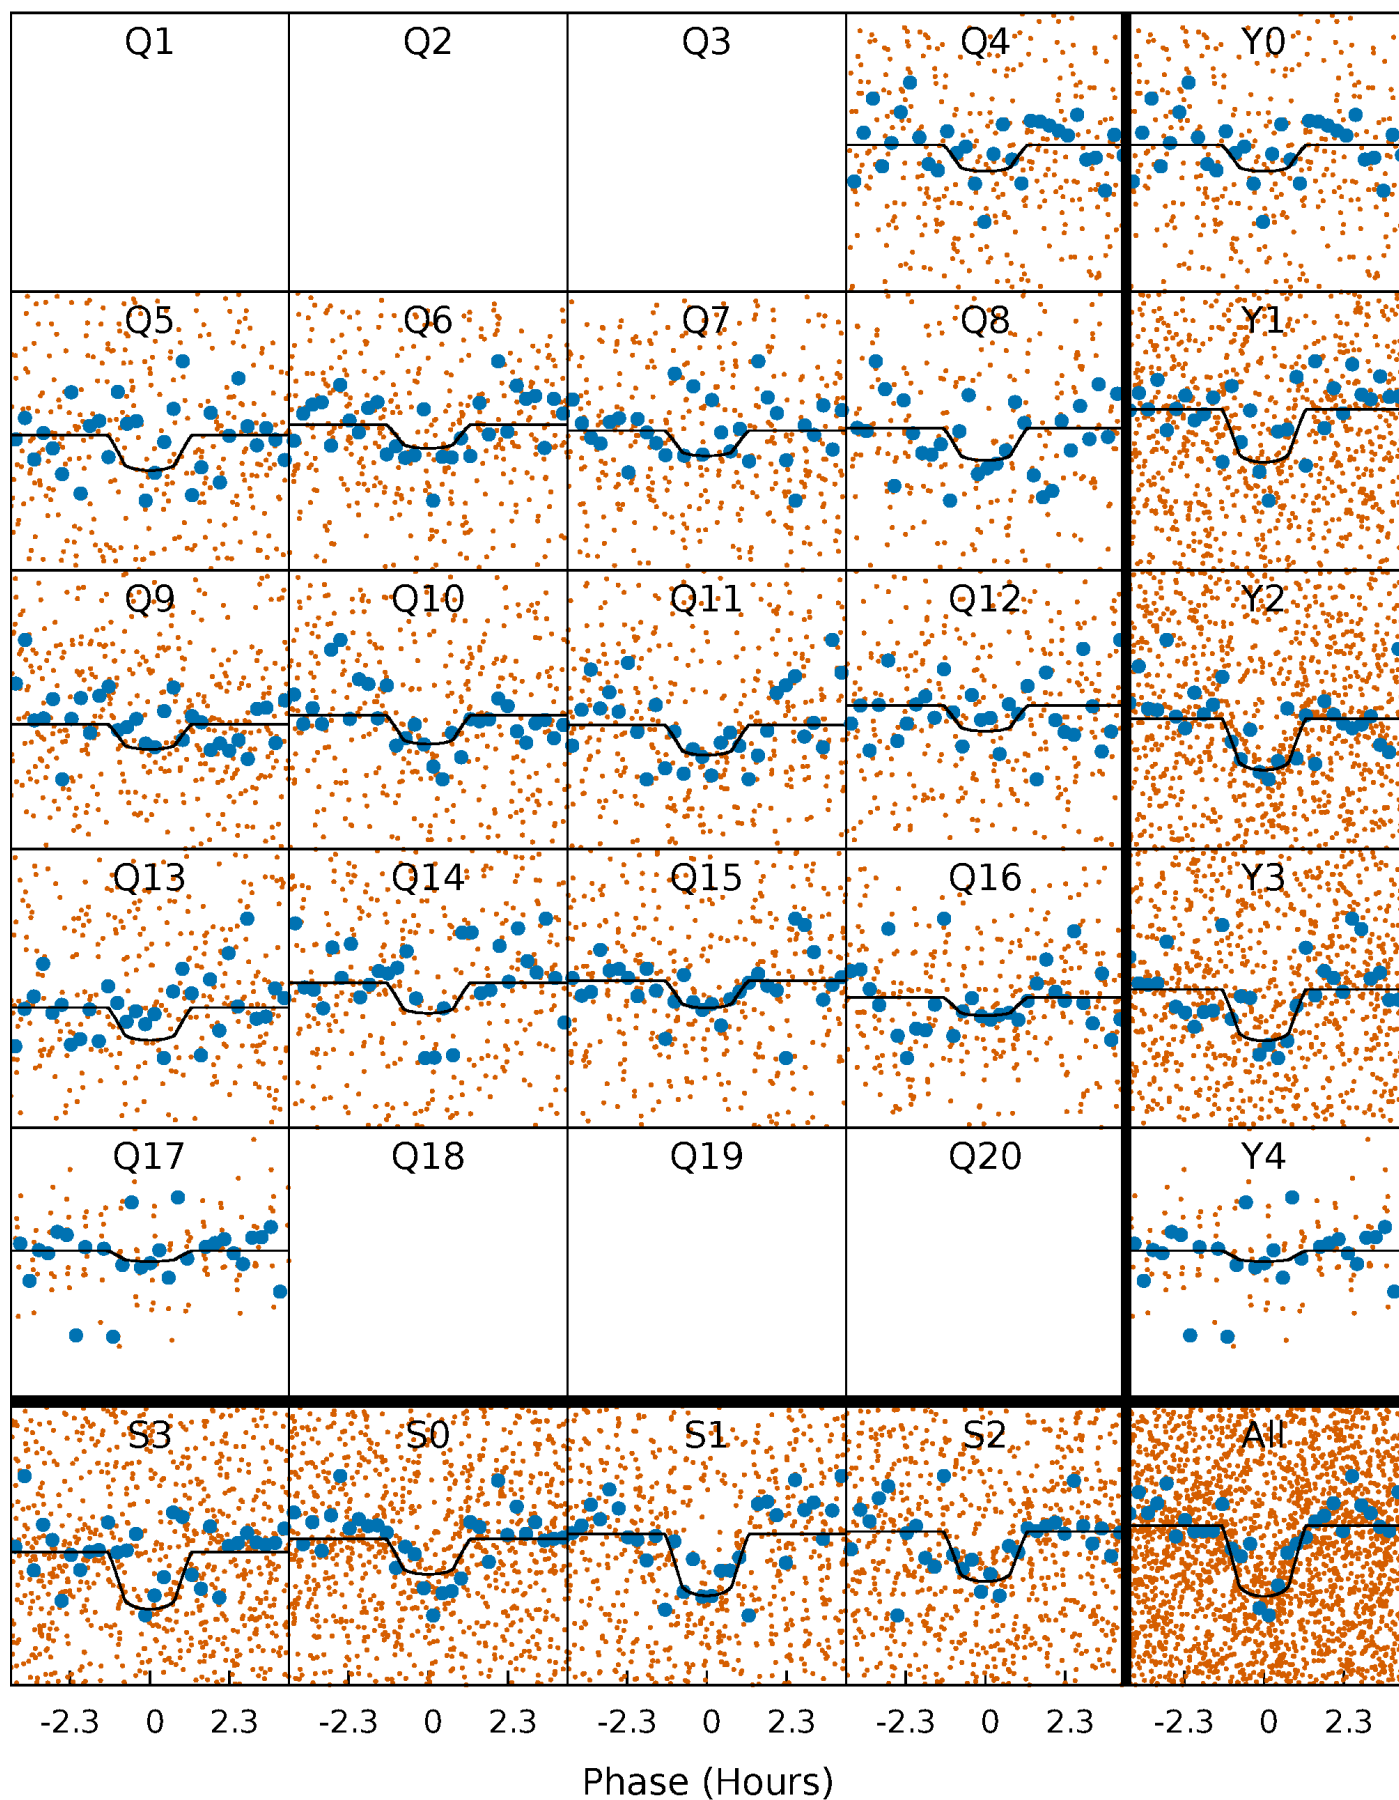 Q1 Q2 Q3 Q4 Y0
Q5 Q6 Q7 Q8 Y1
Q9 Q10 Q11 Q12 Y2
Q13 Q14 Q15 Q16 Y3
Q17 Q18 Q19 Q20 Y4
S3 S0 S1 S2 All
-2.3 0 2.3 -2.3 0 2.3 -2.3 0 2.3 -2.3 0 2.3 -2.3 0 2.3
Phase (Hours)